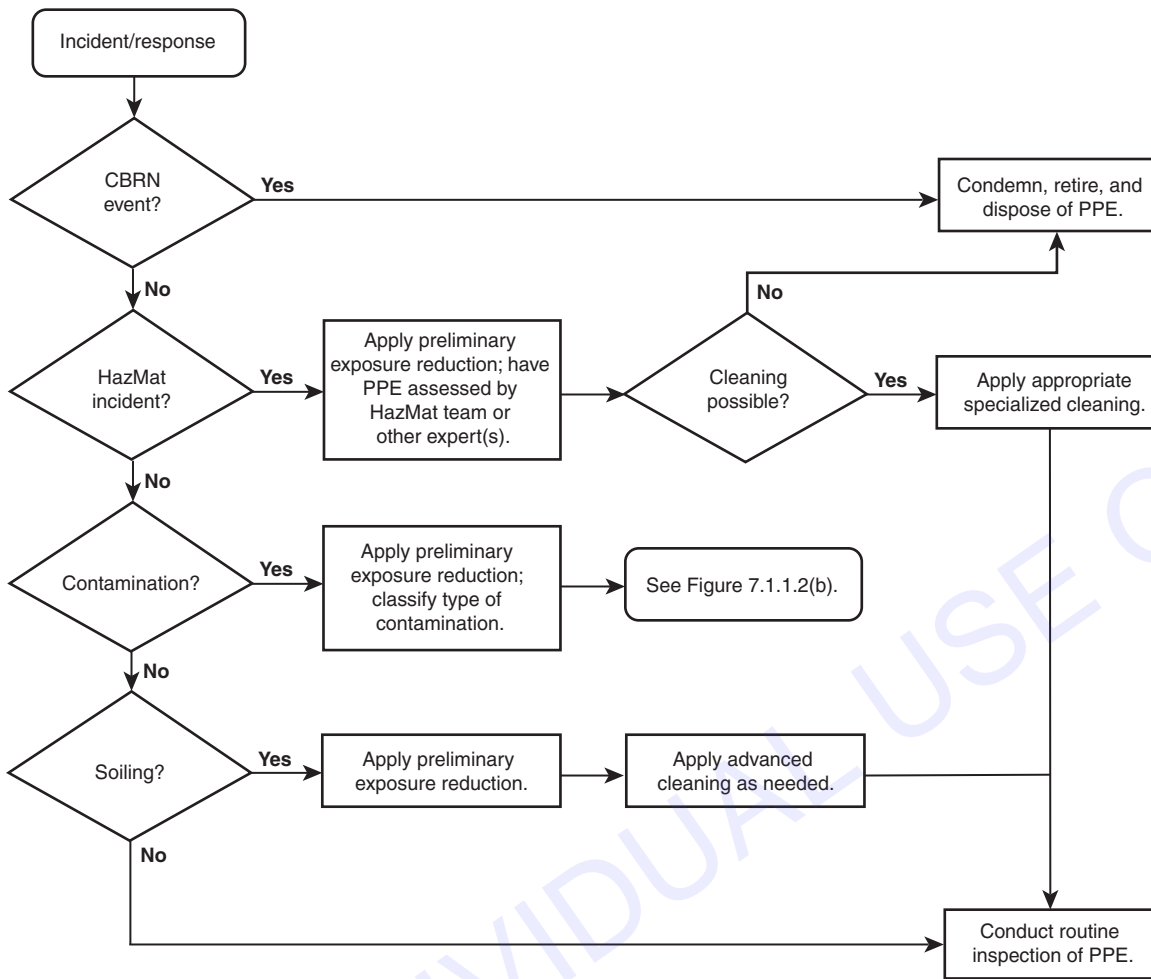 Incident/response
CBRN
event?
Yes
Condemn, retire, and
dispose of PPE.
No
No
HazMat
incident?
Yes
Apply preliminary
exposure reduction; have
PPE assessed by
HazMat team or
other expert(s).
Cleaning
possible?
Yes
Apply appropriate
specialized cleaning.
No
Contamination?
Yes
Apply preliminary
exposure reduction;
classify type of
contamination.
See Figure 7.1.1.2(b).
No
Soiling?
Yes
Apply preliminary
exposure reduction.
Apply advanced
cleaning as needed.
No
Conduct routine
inspection of PPE.
VIDUAL USE O